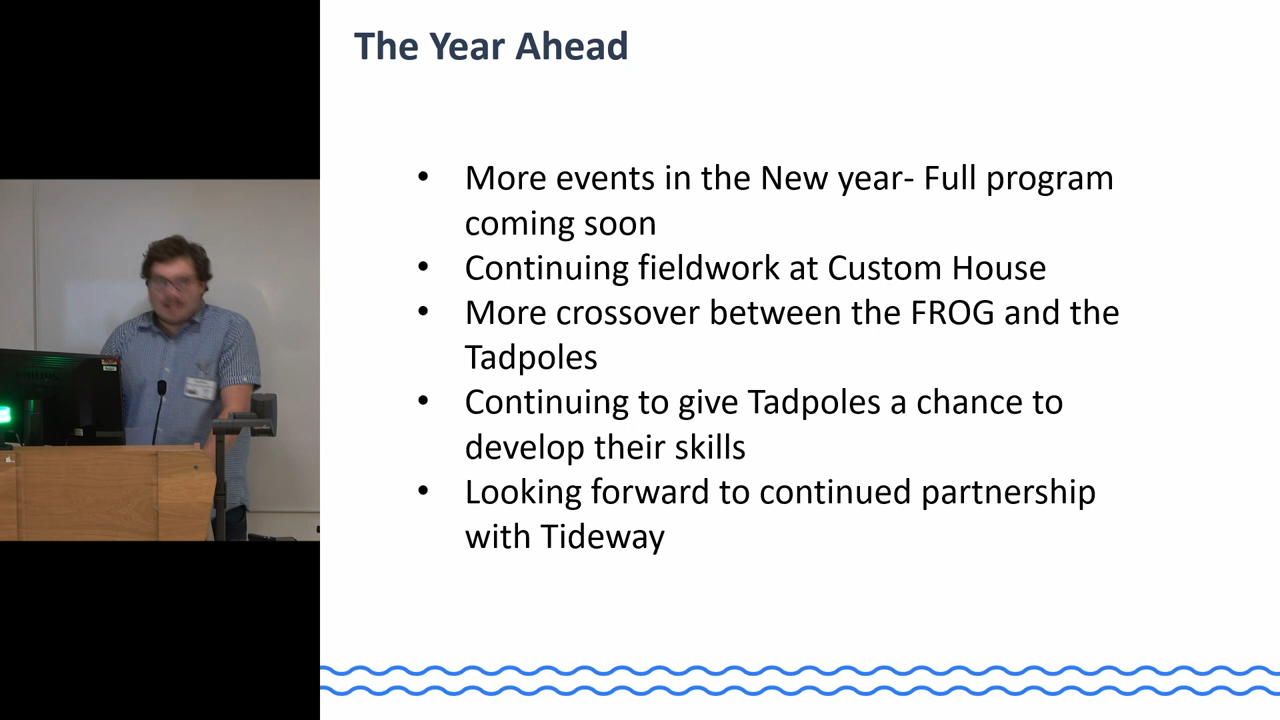 The Year Ahead
• More events in the New year- Full program
coming soon
• Continuing fieldwork at Custom House
• More crossover between the FROG and the
Tadpoles
• Continuing to give Tadpoles a chance to
develop their skills
• Looking forward to continued partnership
with Tideway